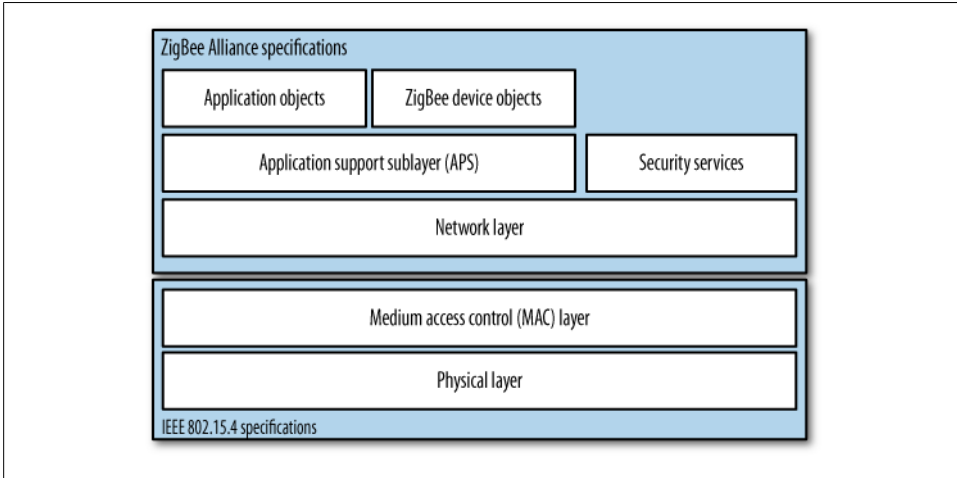 ZigBee Alliance specifications
Application objects
ZigBee device objects
Application support sublayer (APS)
Security services
Network layer
Medium access control (MAC) layer
Physical layer
IEEE 802.15.4 specifications